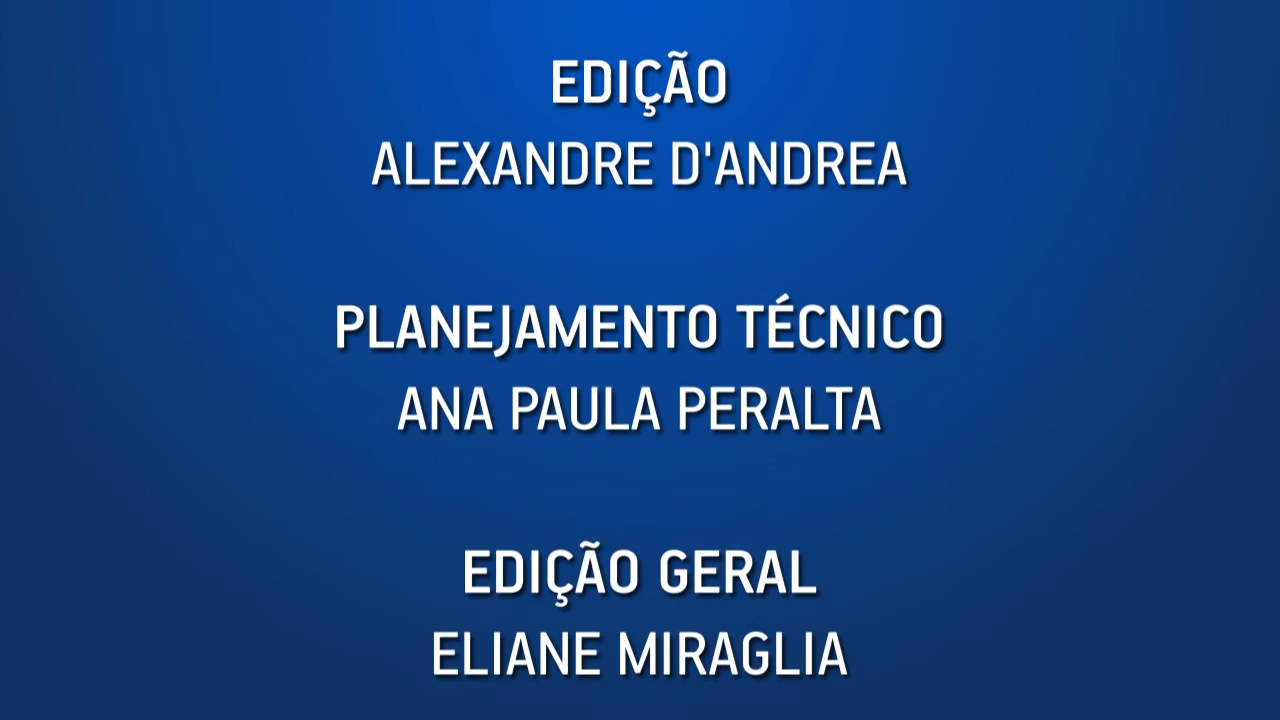 EDIÇÃO
ALEXANDRE D'ANDREA
PLANEJAMENTO TÉCNICO
ANA PAULA PERALTA
EDIÇÃO GERAL
ELIANE MIRAGLIA